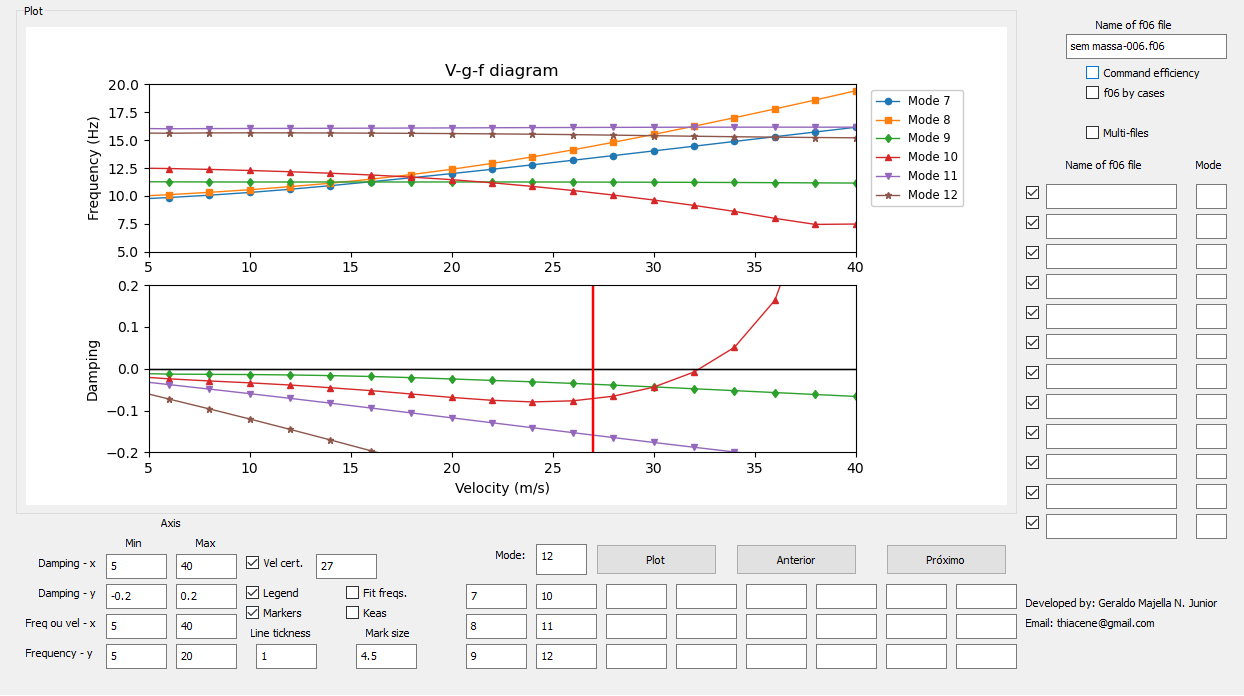 Plot
V-g-f diagram
Frequency (Hz)
20.0
17.5
15.0
12.5
10.0
7.5
5.0
5 10 15 20 25 30 35 40
Mode 7
Mode 8
Mode 9
Mode 10
Mode 11
Mode 12
Damping
0.2
0.1
0.0
−0.1
−0.2
5 10 15 20 25 30 35 40
Velocity (m/s)
Name of f06 file
sem massa-006.f06
Command efficiency
f06 by cases
Multi-files
Name of f06 file Mode
Axis
Min Max
Damping - x 5 40 Vel cert. 27
Damping - y -0.2 0.2 Legend Fit freqs.
Markers Keas
Freq ou vel - x 5 40
Line tickness Mark size
Frequency - y 5 20 1 4.5
Mode: 12 Plot Anterior Próximo
7 10
8 11
9 12
Developed by: Geraldo Majella N. Junior
Email: thiacene@gmail.com